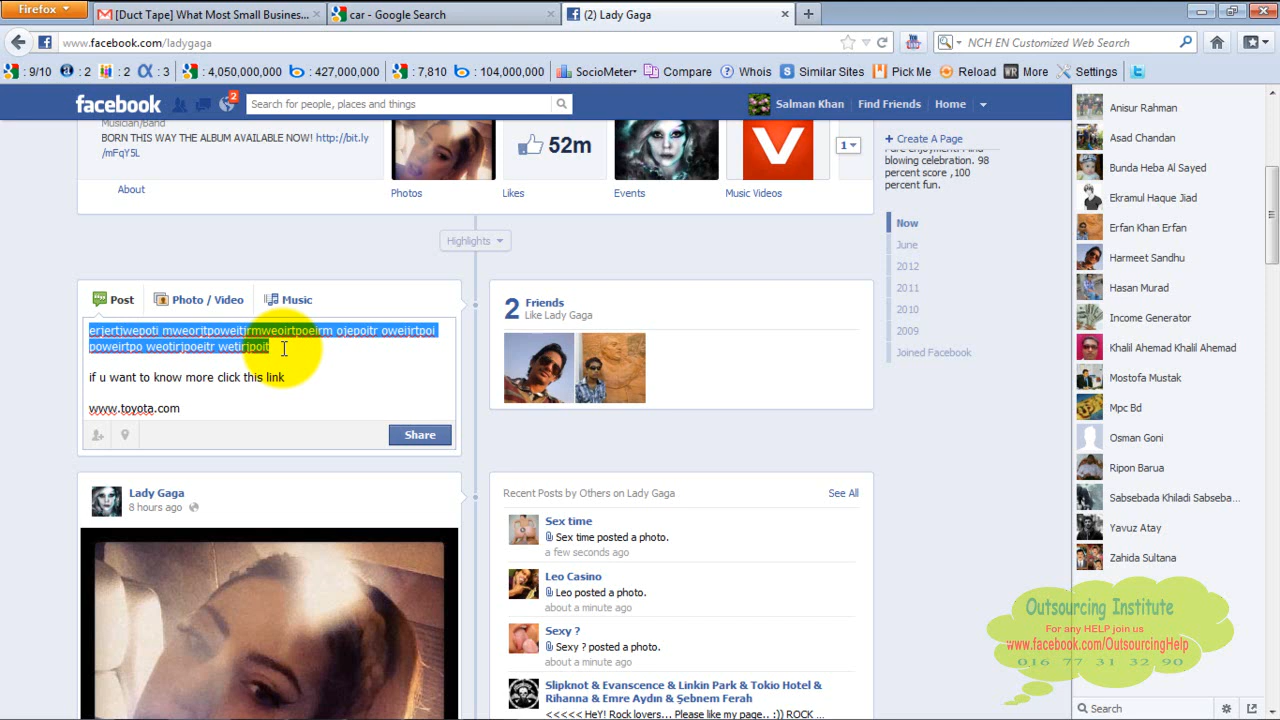 Firefox
[Duct Tape] What Most Small Business...
car - Google Search
(2) Lady Gaga
www.facebook.com/ladygaga
NCH EN Customized Web Search
: 9/10
: 2
: 2
: 3
: 4,050,000,000
: 427,000,000
: 7,810
: 104,000,000
SocioMeter
Compare
Whois
Similar Sites
Pick Me
Reload
More
Settings
facebook
2
Search for people, places and things
Salman Khan
Find Friends
Home
Musician/Band
BORN THIS WAY THE ALBUM AVAILABLE NOW! http://bit.ly
/mFqY5L
About
Photos
52m
Likes
Events
Music Videos
1
+ Create A Page
blowing celebration. 98
percent score ,100
percent fun.
Highlights
Now
June
2012
2011
2010
2009
Joined Facebook
Post
Photo / Video
Music
erjertjwepoti mweorjtpoweitjrmweoirtpoeirm ojepoitr oweiirtpoi
poweirtpo weotirjpoeitr wetirjpoit
if u want to know more click this link
www.toyota.com
Share
2
Friends
Like Lady Gaga
Lady Gaga
8 hours ago
Recent Posts by Others on Lady Gaga
See All
Sex time
Sex time posted a photo.
a few seconds ago
Leo Casino
Leo posted a photo.
about a minute ago
Sexy ?
Sexy ? posted a photo.
about a minute ago
Slipknot & Evanscence & Linkin Park & Tokio Hotel &
Rihanna & Emre Aydın & Şebnem Ferah
<<<<< HeY! Rock lovers... Please like my page.. :)) ROCK ...
Anisur Rahman
Asad Chandan
Bunda Heba Al Sayed
Ekramul Haque Jiad
Erfan Khan Erfan
Harmeet Sandhu
Hasan Murad
Income Generator
Khalil Ahemad Khalil Ahemad
Mostofa Mustak
Mpc Bd
Osman Goni
Ripon Barua
Sabsebada Khiladi Sabseba...
Yavuz Atay
Zahida Sultana
Outsourcing Institute
For any HELP join us
www.facebook.com/OutsourcingHelp
016 77 31 32 90
Search